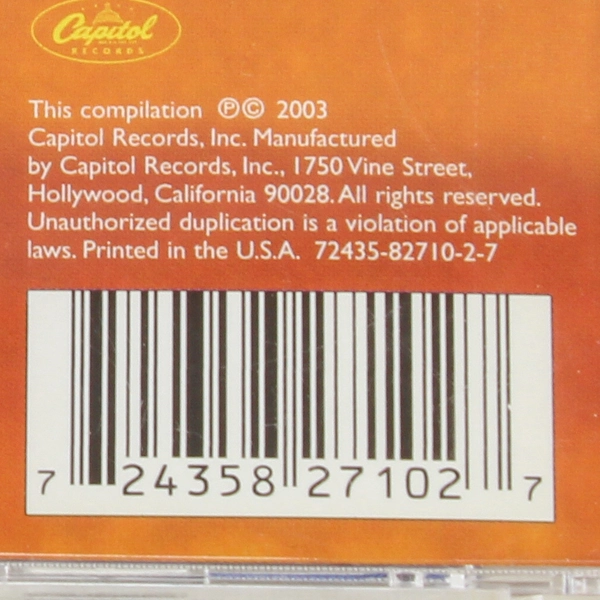 Capitol
RECORDS
This compilation ℗© 2003
Capitol Records, Inc. Manufactured
by Capitol Records, Inc., 1750 Vine Street,
Hollywood, California 90028. All rights reserved.
Unauthorized duplication is a violation of applicable
laws. Printed in the U.S.A. 72435-82710-2-7
7 24358 27102 7